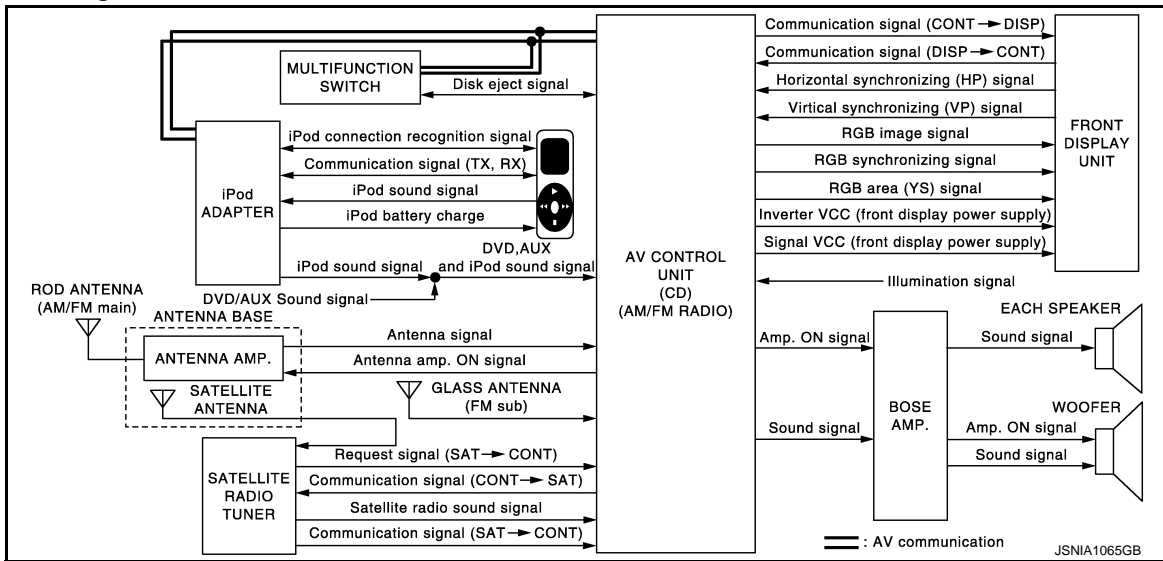 MULTIFUNCTION
SWITCH
Disk eject signal
iPod
ADAPTER
iPod connection recognition signal
Communication signal (TX, RX)
iPod sound signal
iPod battery charge
DVD,AUX
iPod sound signal
and iPod sound signal
DVD/AUX Sound signal
ROD ANTENNA
(AM/FM main)
ANTENNA BASE
ANTENNA AMP.
Antenna signal
Antenna amp. ON signal
SATELLITE
ANTENNA
GLASS ANTENNA
(FM sub)
SATELLITE
RADIO
TUNER
Request signal (SAT→CONT)
Communication signal (CONT→SAT)
Satellite radio sound signal
Communication signal (SAT→CONT)
AV CONTROL
UNIT
(CD)
(AM/FM RADIO)
Communication signal (CONT→DISP)
Communication signal (DISP→CONT)
Horizontal synchronizing (HP) signal
Virtical synchronizing (VP) signal
RGB image signal
RGB synchronizing signal
RGB area (YS) signal
Inverter VCC (front display power supply)
Signal VCC (front display power supply)
FRONT
DISPLAY
UNIT
Illumination signal
Amp. ON signal
Sound signal
BOSE
AMP.
EACH SPEAKER
Sound signal
WOOFER
Amp. ON signal
Sound signal
: AV communication
JSNIA1065GB